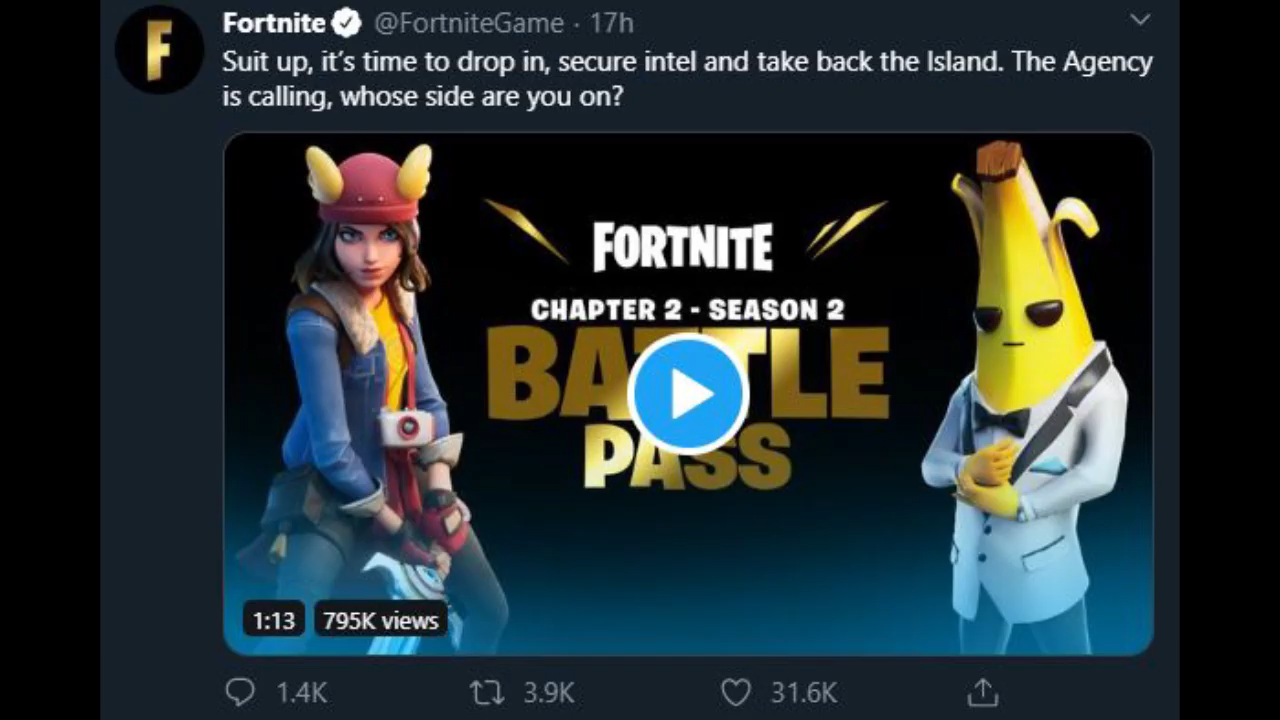 Fortnite @FortniteGame · 17h
Suit up, it's time to drop in, secure intel and take back the Island. The Agency
is calling, whose side are you on?
FORTNITE
CHAPTER 2 - SEASON 2
BATTLE
PASS
1:13 795K views
1.4K 3.9K 31.6K